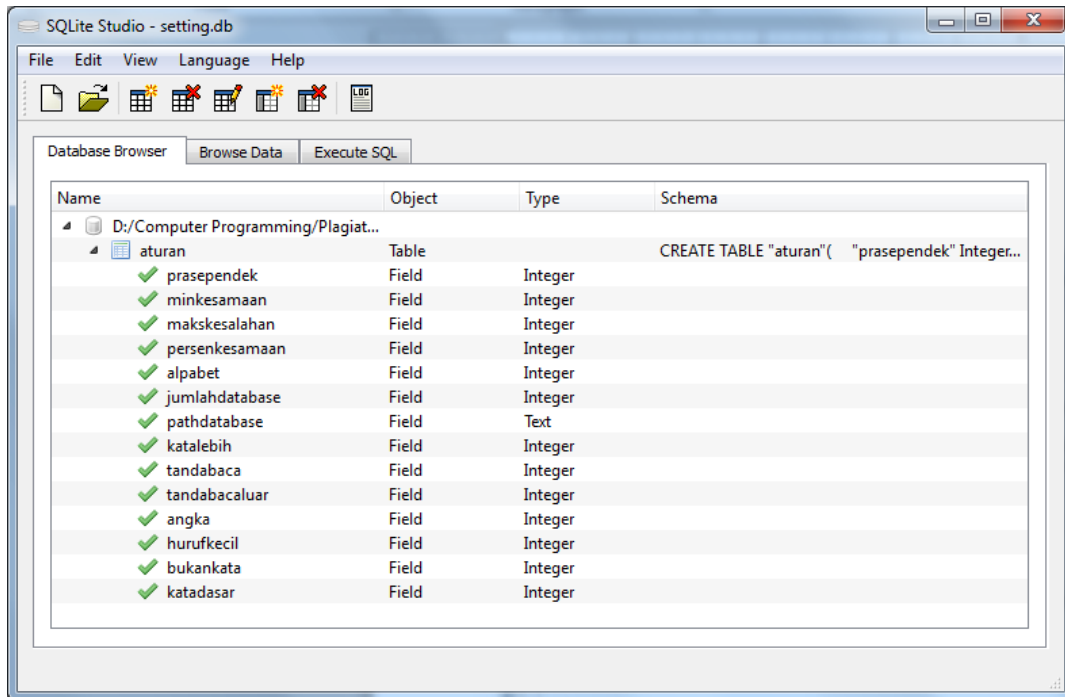 SQLite Studio - setting.db
File Edit View Language Help
LOG
Database Browser Browse Data Execute SQL
Name Object Type Schema
D:/Computer Programming/Plagiat...
aturan Table CREATE TABLE "aturan"( "prasependek" Integer...
prasependek Field Integer
minkesamaan Field Integer
makskesalahan Field Integer
persenkesamaan Field Integer
alpabet Field Integer
jumlahdatabase Field Integer
pathdatabase Field Text
katalebih Field Integer
tandabaca Field Integer
tandabacaluar Field Integer
angka Field Integer
hurufkecil Field Integer
bukankata Field Integer
katadasar Field Integer